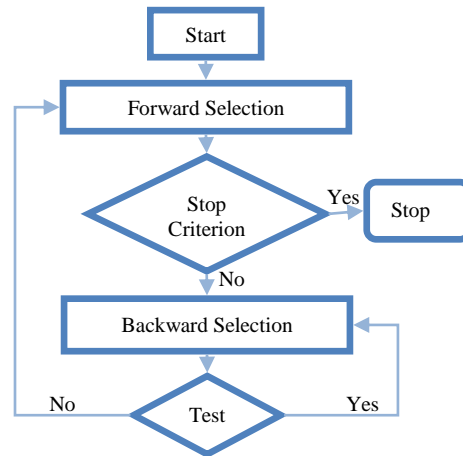 Start
Forward Selection
Yes
Stop
Criterion
Stop
No
Backward Selection
No
Test
Yes